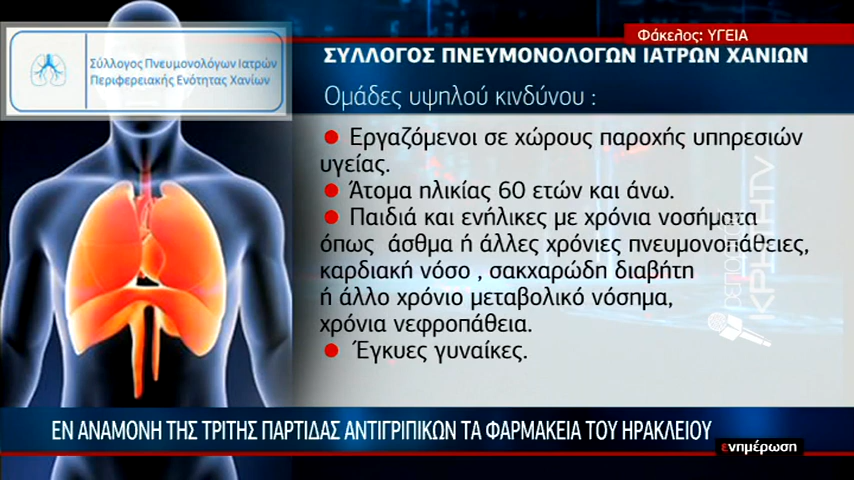 Φάκελος: ΥΓΕΙΑ
Σύλλογος Πνευμονολόγων Ιατρών
Περιφερειακής Ενότητας Χανίων
ΣΥΛΛΟΓΟΣ ΠΝΕΥΜΟΝΟΛΟΓΩΝ ΙΑΤΡΩΝ ΧΑΝΙΩΝ
Ομάδες υψηλού κινδύνου :
● Εργαζόμενοι σε χώρους παροχής υπηρεσιών
υγείας.
● Άτομα ηλικίας 60 ετών και άνω.
● Παιδιά και ενήλικες με χρόνια νοσήματα
όπως άσθμα ή άλλες χρόνιες πνευμονοπάθειες,
καρδιακή νόσο , σακχαρώδη διαβήτη
ή άλλο χρόνιο μεταβολικό νόσημα,
χρόνια νεφροπάθεια.
● Έγκυες γυναίκες.
ρεπορτάζ
ΚΡΗΤΗTV
ΕΝ ΑΝΑΜΟΝΗ ΤΗΣ ΤΡΙΤΗΣ ΠΑΡΤΙΔΑΣ ΑΝΤΙΓΡΙΠΙΚΩΝ ΤΑ ΦΑΡΜΑΚΕΙΑ ΤΟΥ ΗΡΑΚΛΕΙΟΥ
ενημέρωση